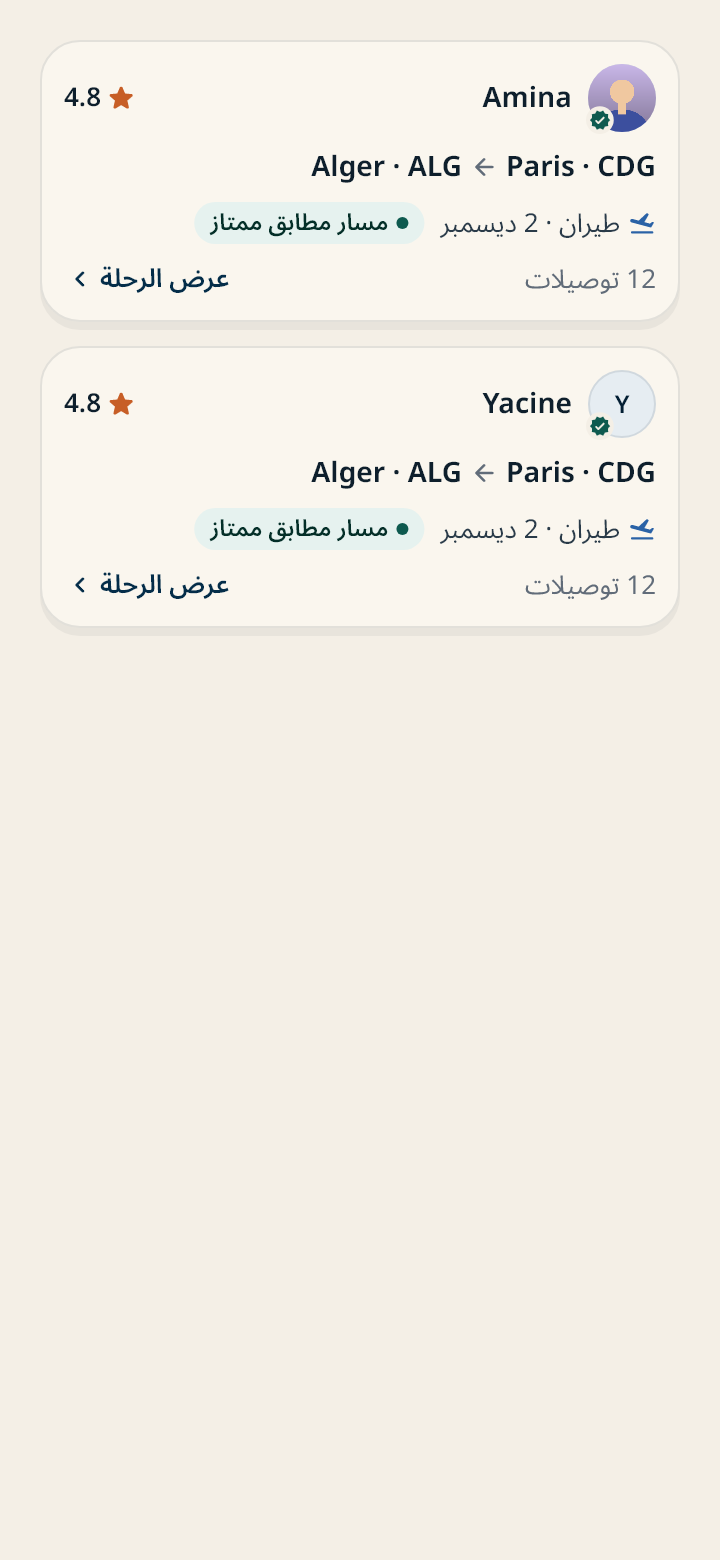 Amina 4.8
Paris · CDG ← Alger · ALG
طيران · 2 ديسمبر مسار مطابق ممتاز
12 توصيلات عرض الرحلة
Y Yacine 4.8
Paris · CDG ← Alger · ALG
طيران · 2 ديسمبر مسار مطابق ممتاز
12 توصيلات عرض الرحلة